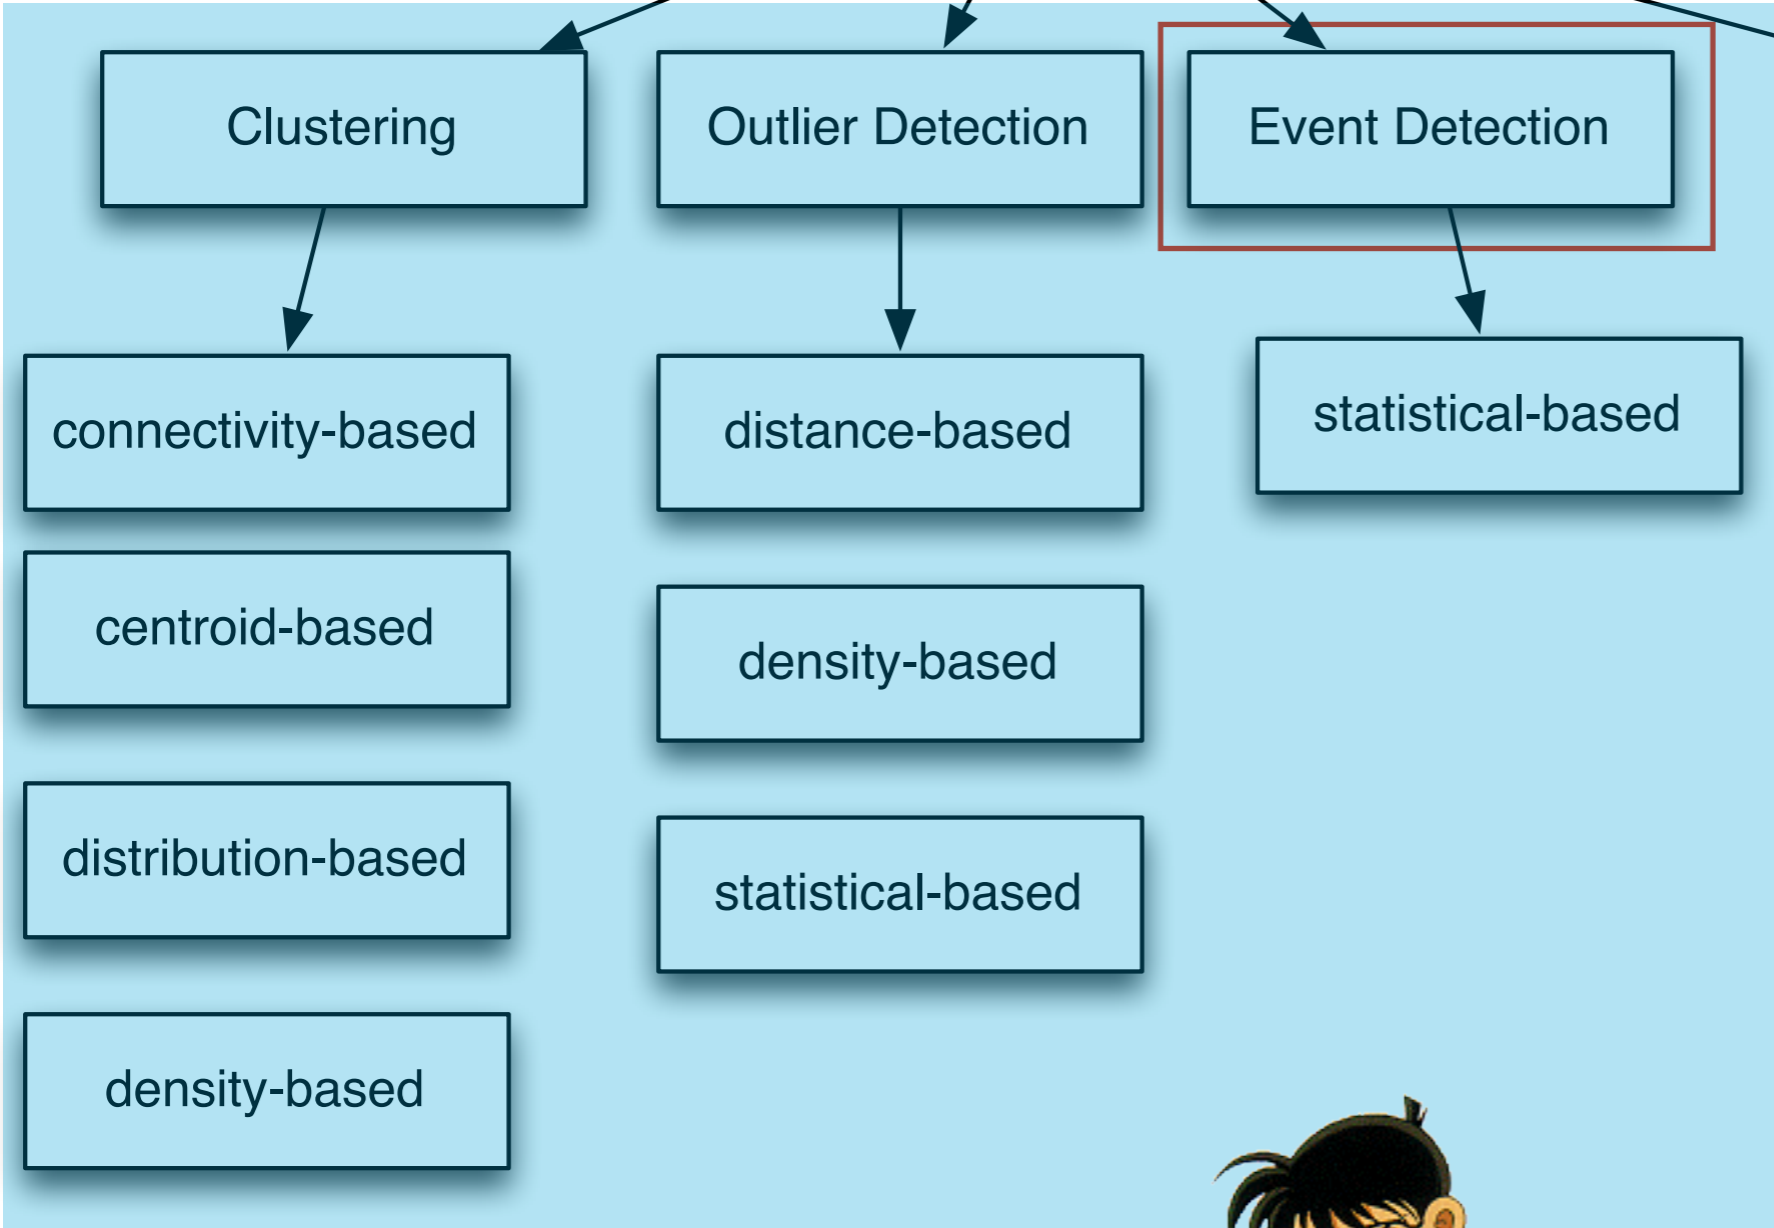 Clustering
Outlier Detection
Event Detection
connectivity-based
distance-based
statistical-based
centroid-based
density-based
distribution-based
statistical-based
density-based